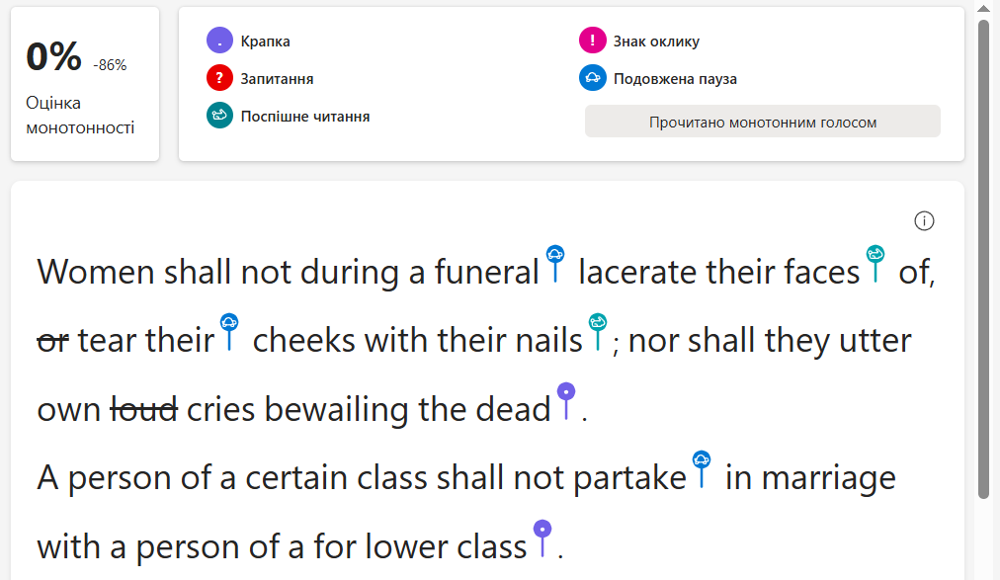 0% -86%
Оцінка
монотонності
Крапка
Знак оклику
Запитання
Подовжена пауза
Поспішне читання
Прочитано монотонним голосом
Women shall not during a funeral lacerate their faces of,
or tear their cheeks with their nails ; nor shall they utter
own loud cries bewailing the dead .
A person of a certain class shall not partake in marriage
with a person of a for lower class .